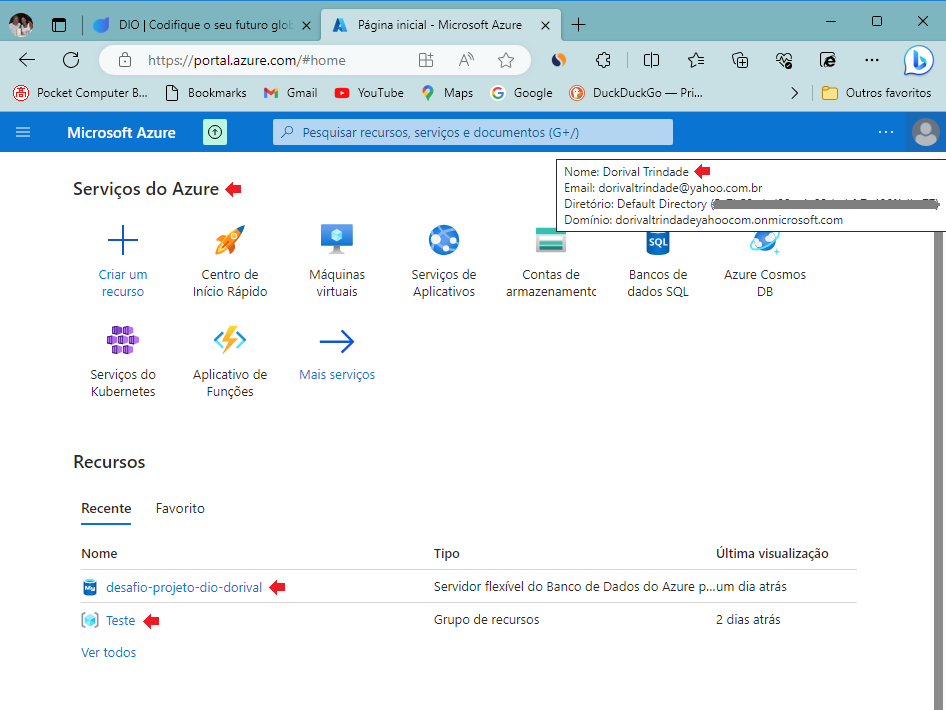 DIO | Codifique o seu futuro glob
Página inicial - Microsoft Azure
https://portal.azure.com/#home
Pocket Computer B...
Bookmarks
Gmail
YouTube
Maps
Google
DuckDuckGo — Pri...
Outros favoritos
Microsoft Azure
Pesquisar recursos, serviços e documentos (G+/)
Nome: Dorival Trindade
Email: dorivaltrindade@yahoo.com.br
Diretório: Default Directory (
Domínio: dorivaltrindadeyahoocom.onmicrosoft.com
Serviços do Azure
Criar um
recurso
Centro de
Início Rápido
Máquinas
virtuais
Serviços de
Aplicativos
Contas de
armazenamento
SQL
Bancos de
dados SQL
Azure Cosmos
DB
Serviços do
Kubernetes
Aplicativo de
Funções
Mais serviços
Recursos
Recente
Favorito
Nome
Tipo
Última visualização
My
desafio-projeto-dio-dorival
Servidor flexível do Banco de Dados do Azure p...
um dia atrás
Teste
Grupo de recursos
2 dias atrás
Ver todos